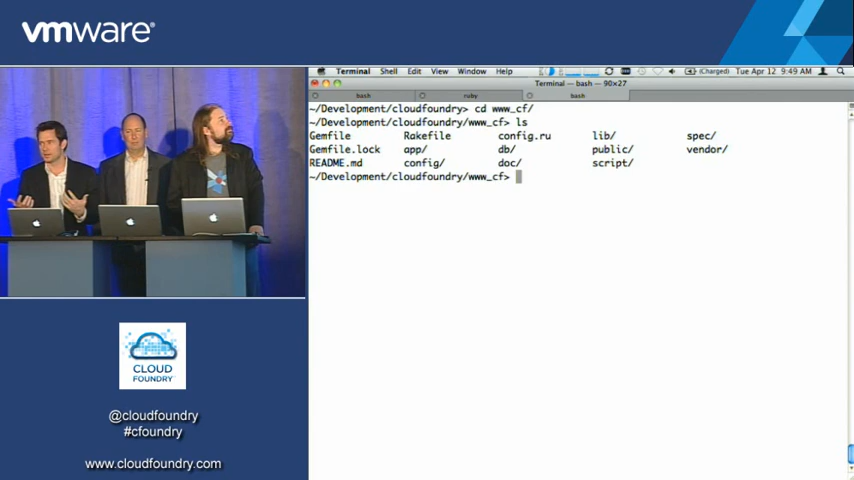 vmware®
Terminal Shell Edit View Window Help (Charged) Tue Apr 12 9:49 AM
Terminal — bash — 90×27
bash ruby bash
~/Development/cloudfoundry> cd www_cf/
~/Development/cloudfoundry/www_cf> ls
Gemfile Rakefile config.ru lib/ spec/
Gemfile.lock app/ db/ public/ vendor/
README.md config/ doc/ script/
~/Development/cloudfoundry/www_cf>
CLOUD
FOUNDRY
@cloudfoundry
#cfoundry
www.cloudfoundry.com